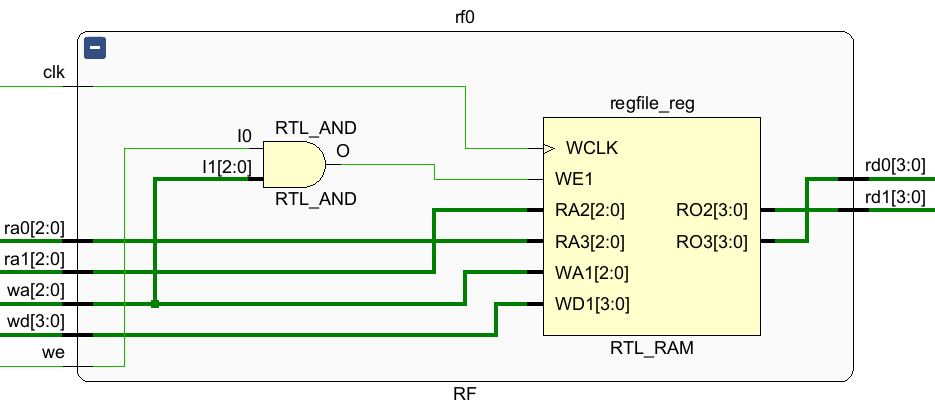 rf0
clk
regfile_reg
RTL_AND
I0
O
I1[2:0]
RTL_AND
WCLK
WE1
RA2[2:0]
RO2[3:0]
RA3[2:0]
RO3[3:0]
WA1[2:0]
WD1[3:0]
RTL_RAM
rd0[3:0]
rd1[3:0]
ra0[2:0]
ra1[2:0]
wa[2:0]
wd[3:0]
we
RF